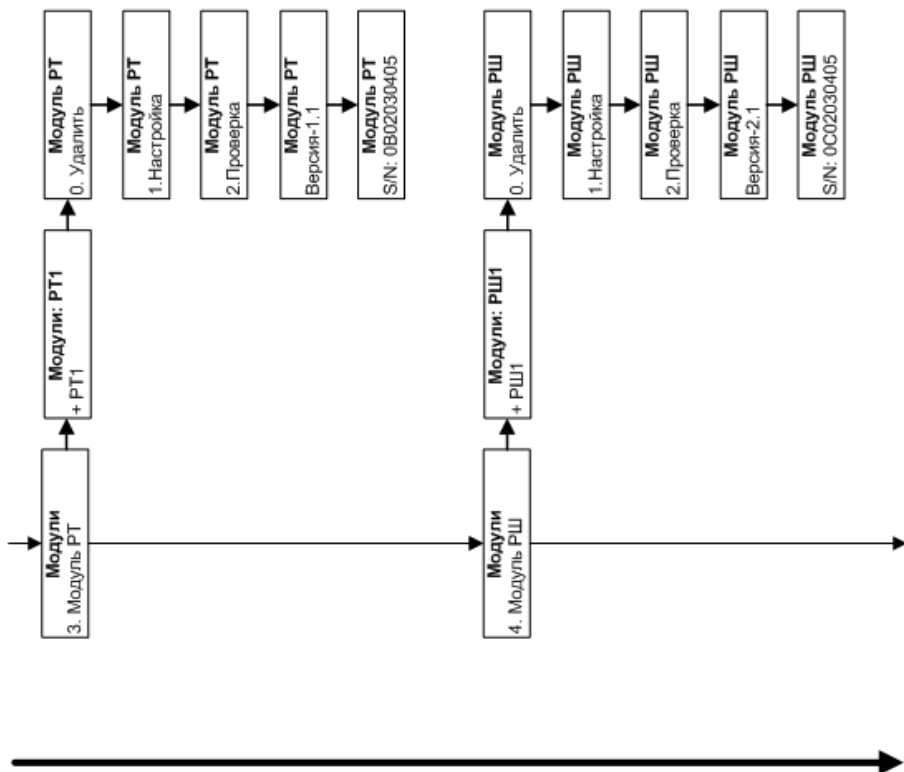 Модули
3. Модуль РТ
Модули: РТ1
+ РТ1
Модуль РТ
0. Удалить
Модуль РТ
1.Настройка
Модуль РТ
2.Проверка
Модуль РТ
Версия-1.1
Модуль РТ
S/N: 0B02030405
Модули
4. Модуль РШ
Модули: РШ1
+ РШ1
Модуль РШ
0. Удалить
Модуль РШ
1.Настройка
Модуль РШ
2.Проверка
Модуль РШ
Версия-2.1
Модуль РШ
S/N: 0C02030405